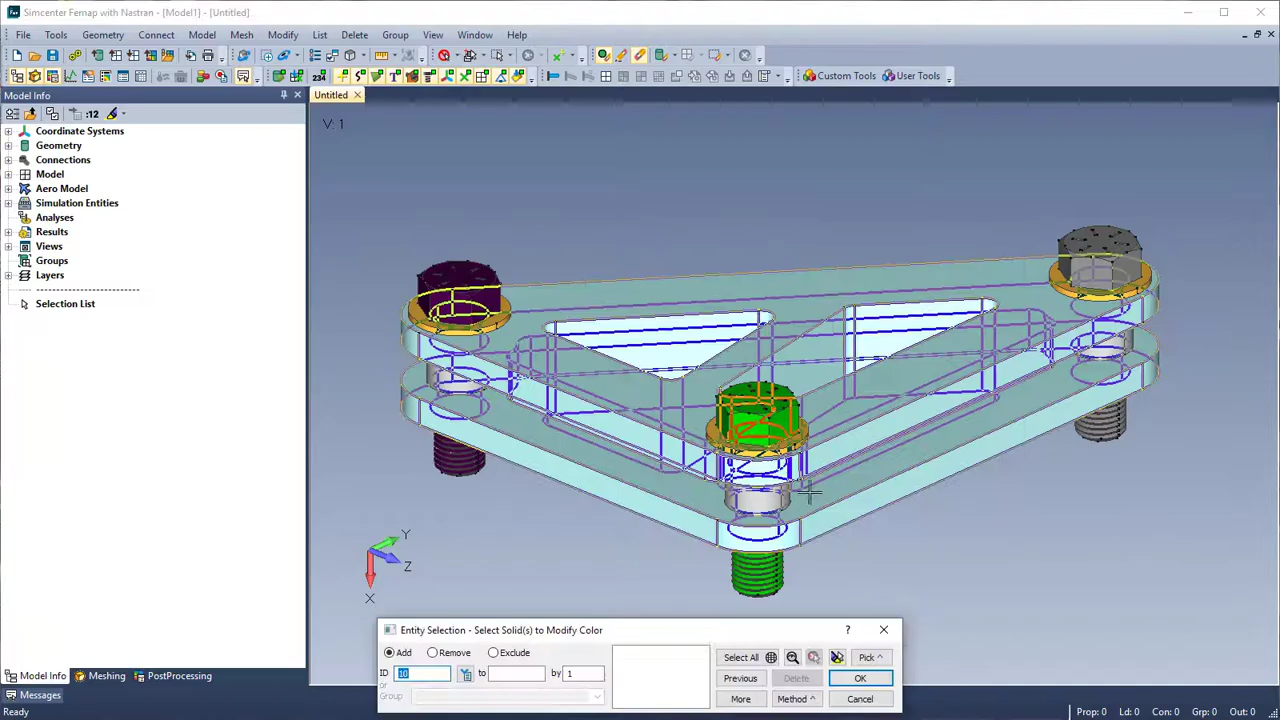 Simcenter Femap with Nastran - [Model1] - [Untitled]
File Tools Geometry Connect Model Mesh Modify List Delete Group View Window Help
234
Custom Tools User Tools
Model Info
Untitled
:12
V: 1
Coordinate Systems
Geometry
Connections
Model
Aero Model
Simulation Entities
Analyses
Results
Views
Groups
Layers
Selection List
Y
Z
X
Entity Selection - Select Solid(s) to Modify Color
?
Add Remove Exclude
Select All Pick ^
ID 10 to by 1
Previous Delete OK
or
Group
More Method ^ Cancel
Model Info Meshing PostProcessing
Messages
Ready
Prop: 0 Ld: 0 Con: 0 Grp: 0 Out: 0